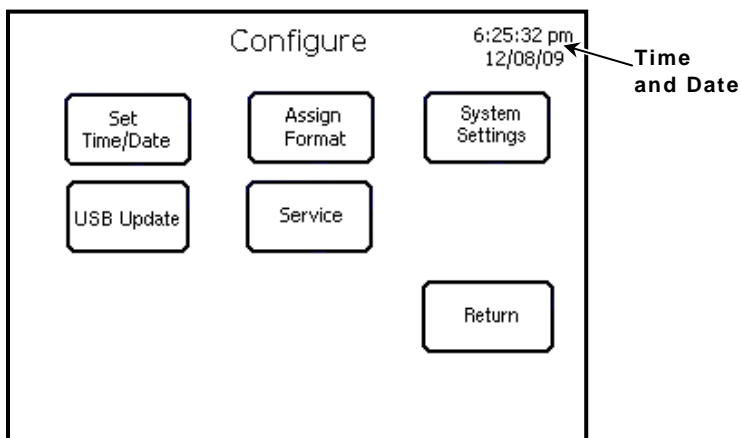 Configure
6:25:32 pm
12/08/09
Time
and Date
Set
Time/Date
Assign
Format
System
Settings
USB Update
Service
Return